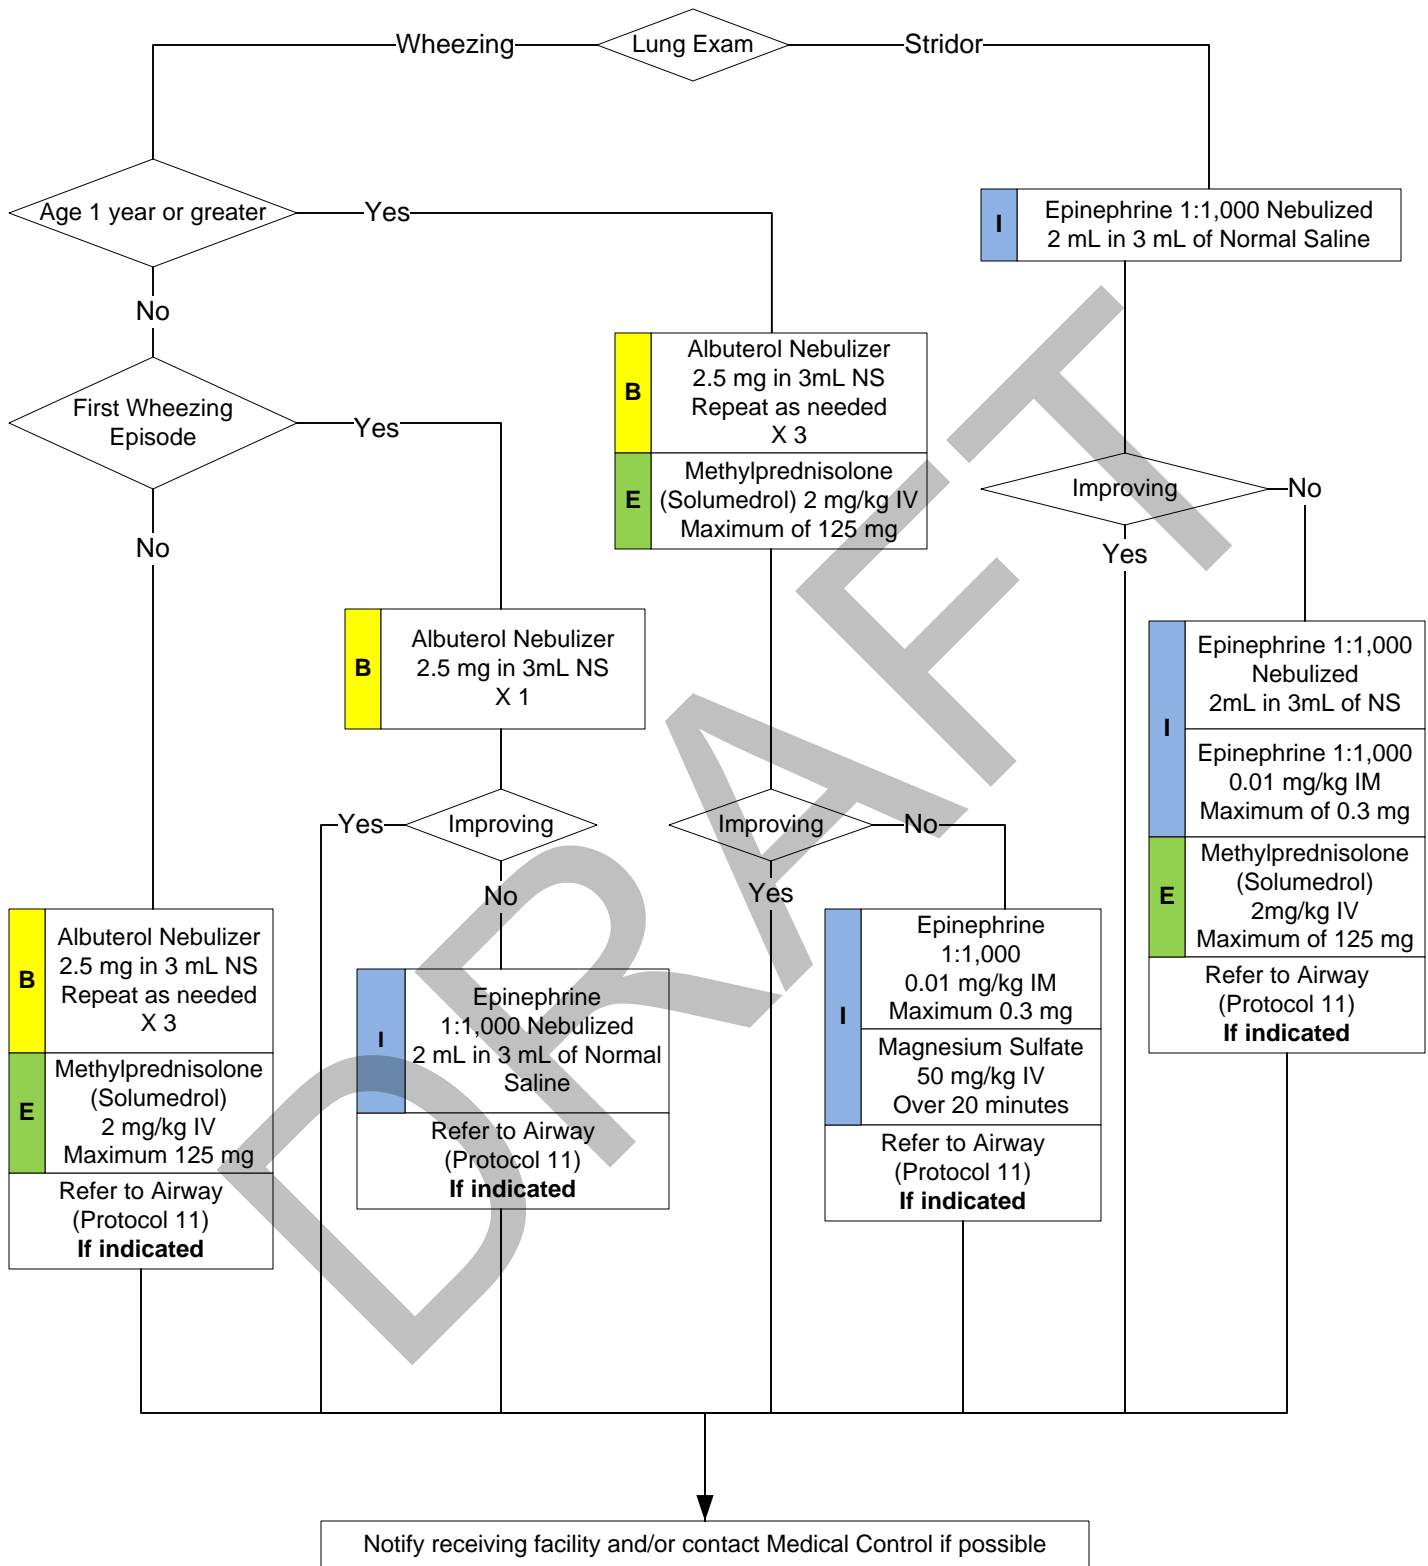 Wheezing
Lung Exam
Stridor
Age 1 year or greater
Yes
I
Epinephrine 1:1,000 Nebulized
2 mL in 3 mL of Normal Saline
No
B
Albuterol Nebulizer
2.5 mg in 3mL NS
Repeat as needed
X 3
E
Methylprednisolone
(Solumedrol) 2 mg/kg IV
Maximum of 125 mg
First Wheezing
Episode
Yes
No
Improving
No
Yes
B
Albuterol Nebulizer
2.5 mg in 3mL NS
X 1
I
Epinephrine 1:1,000
Nebulized
2mL in 3mL of NS
Epinephrine 1:1,000
0.01 mg/kg IM
Maximum of 0.3 mg
E
Methylprednisolone
(Solumedrol)
2mg/kg IV
Maximum of 125 mg
Refer to Airway
(Protocol 11)
If indicated
Yes
Improving
No
Improving
No
Yes
B
Albuterol Nebulizer
2.5 mg in 3 mL NS
Repeat as needed
X 3
E
Methylprednisolone
(Solumedrol)
2 mg/kg IV
Maximum 125 mg
Refer to Airway
(Protocol 11)
If indicated
I
Epinephrine
1:1,000 Nebulized
2 mL in 3 mL of Normal
Saline
Refer to Airway
(Protocol 11)
If indicated
I
Epinephrine
1:1,000
0.01 mg/kg IM
Maximum 0.3 mg
Magnesium Sulfate
50 mg/kg IV
Over 20 minutes
Refer to Airway
(Protocol 11)
If indicated
Notify receiving facility and/or contact Medical Control if possible
DRAFT